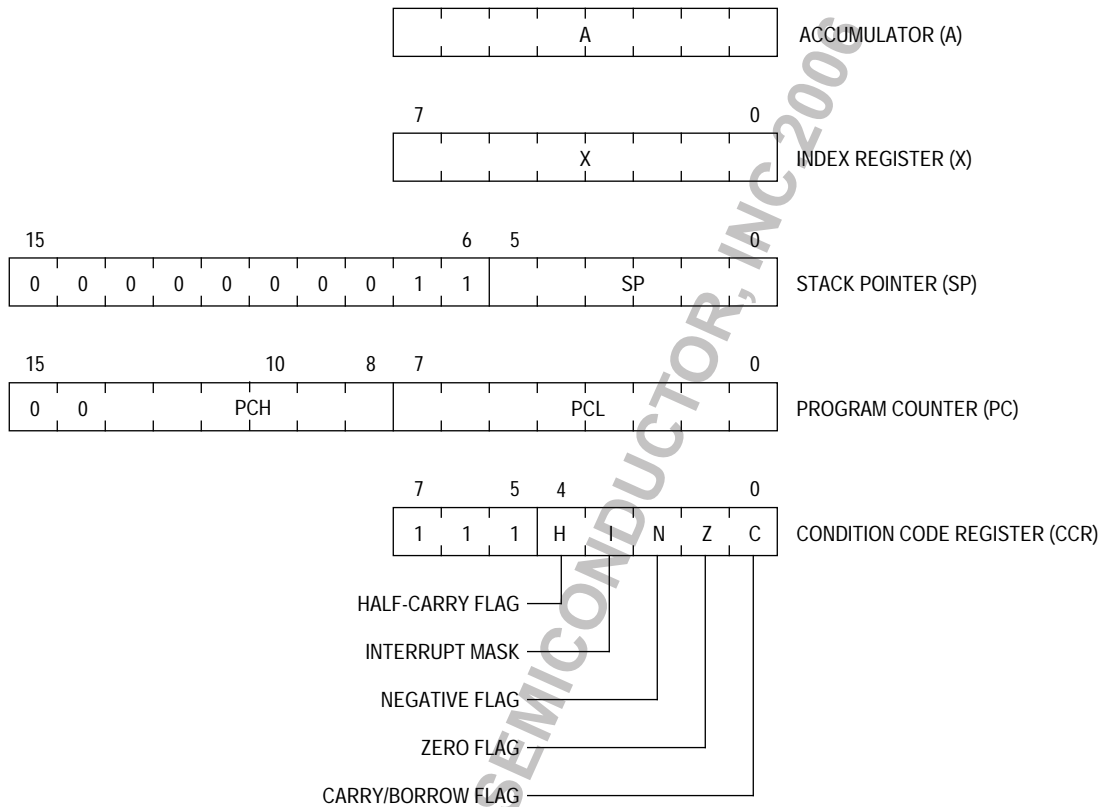 A ACCUMULATOR (A)
7 0
X INDEX REGISTER (X)
15 6 5 0
0 0 0 0 0 0 0 0 1 1 SP STACK POINTER (SP)
15 10 8 7 0
0 0 PCH PCL PROGRAM COUNTER (PC)
7 5 4 0
1 1 1 H I N Z C CONDITION CODE REGISTER (CCR)
HALF-CARRY FLAG
INTERRUPT MASK
NEGATIVE FLAG
ZERO FLAG
CARRY/BORROW FLAG
SEMICONDUCTOR, INC 2006